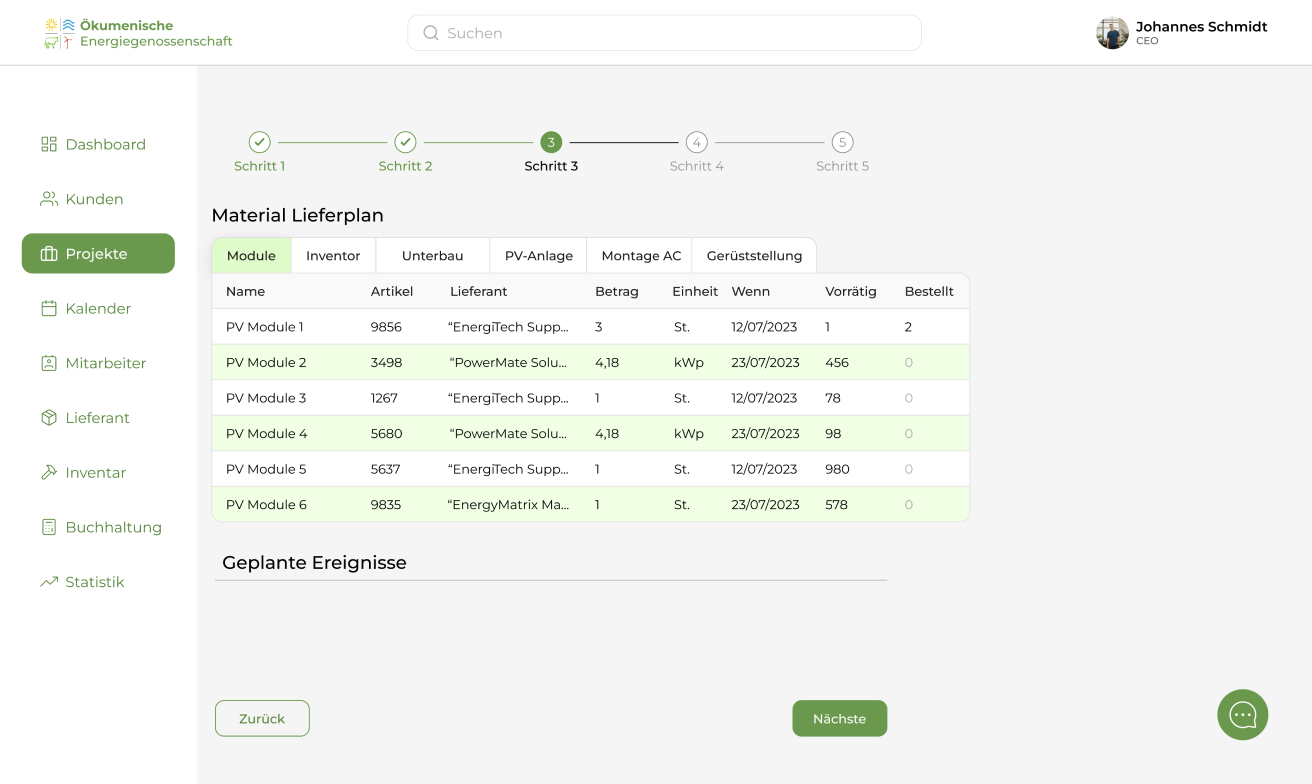 Ökumenische
Energiegenossenschaft
Suchen
Johannes Schmidt
CEO
Dashboard
Kunden
Projekte
Kalender
Mitarbeiter
Lieferant
Inventar
Buchhaltung
Statistik
3 4 5
Schritt 1 Schritt 2 Schritt 3 Schritt 4 Schritt 5
Material Lieferplan
Module Inventor Unterbau PV-Anlage Montage AC Gerüststellung
Name Artikel Lieferant Betrag Einheit Wenn Vorrätig Bestellt
PV Module 1 9856 “EnergiTech Supp... 3 St. 12/07/2023 1 2
PV Module 2 3498 “PowerMate Solu... 4,18 kWp 23/07/2023 456 0
PV Module 3 1267 “EnergiTech Supp... 1 St. 12/07/2023 78 0
PV Module 4 5680 “PowerMate Solu... 4,18 kWp 23/07/2023 98 0
PV Module 5 5637 “EnergiTech Supp... 1 St. 12/07/2023 980 0
PV Module 6 9835 “EnergyMatrix Ma... 1 St. 23/07/2023 578 0
Geplante Ereignisse
Zurück Nächste